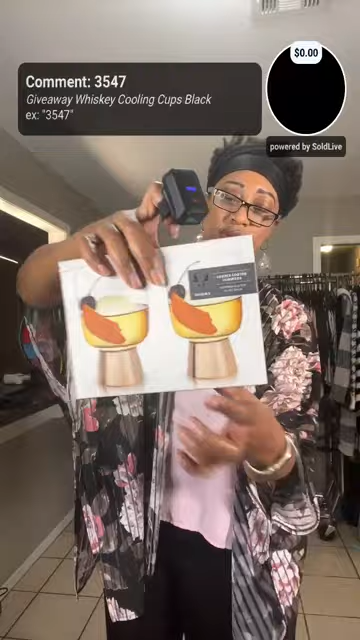 $0.00
Comment: 3547
Giveaway Whiskey Cooling Cups Black
ex: "3547"
powered by SoldLive